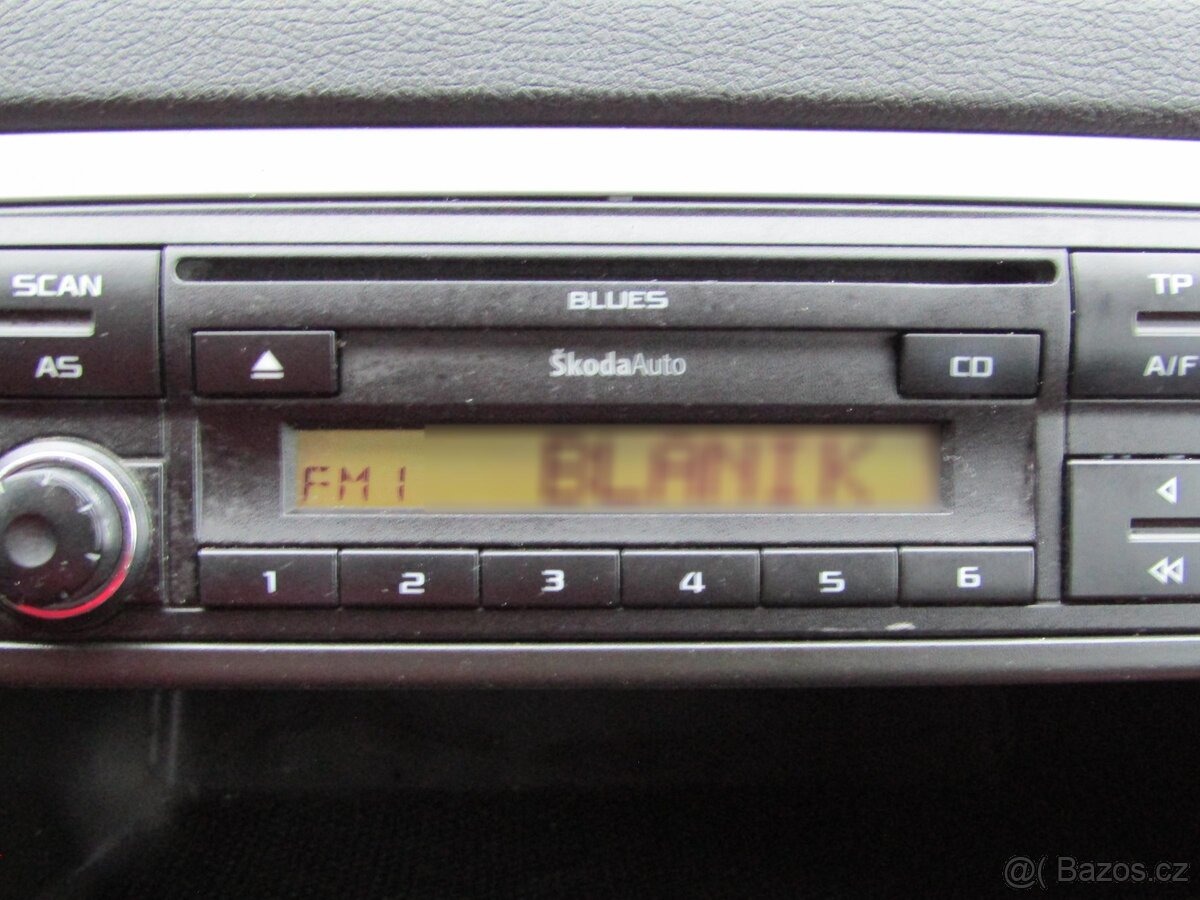 SCAN
BLUES
TP
AS
ŠkodaAuto
CD
A/F
FM1 BLANIK
1 2 3 4 5 6
@( Bazos.cz